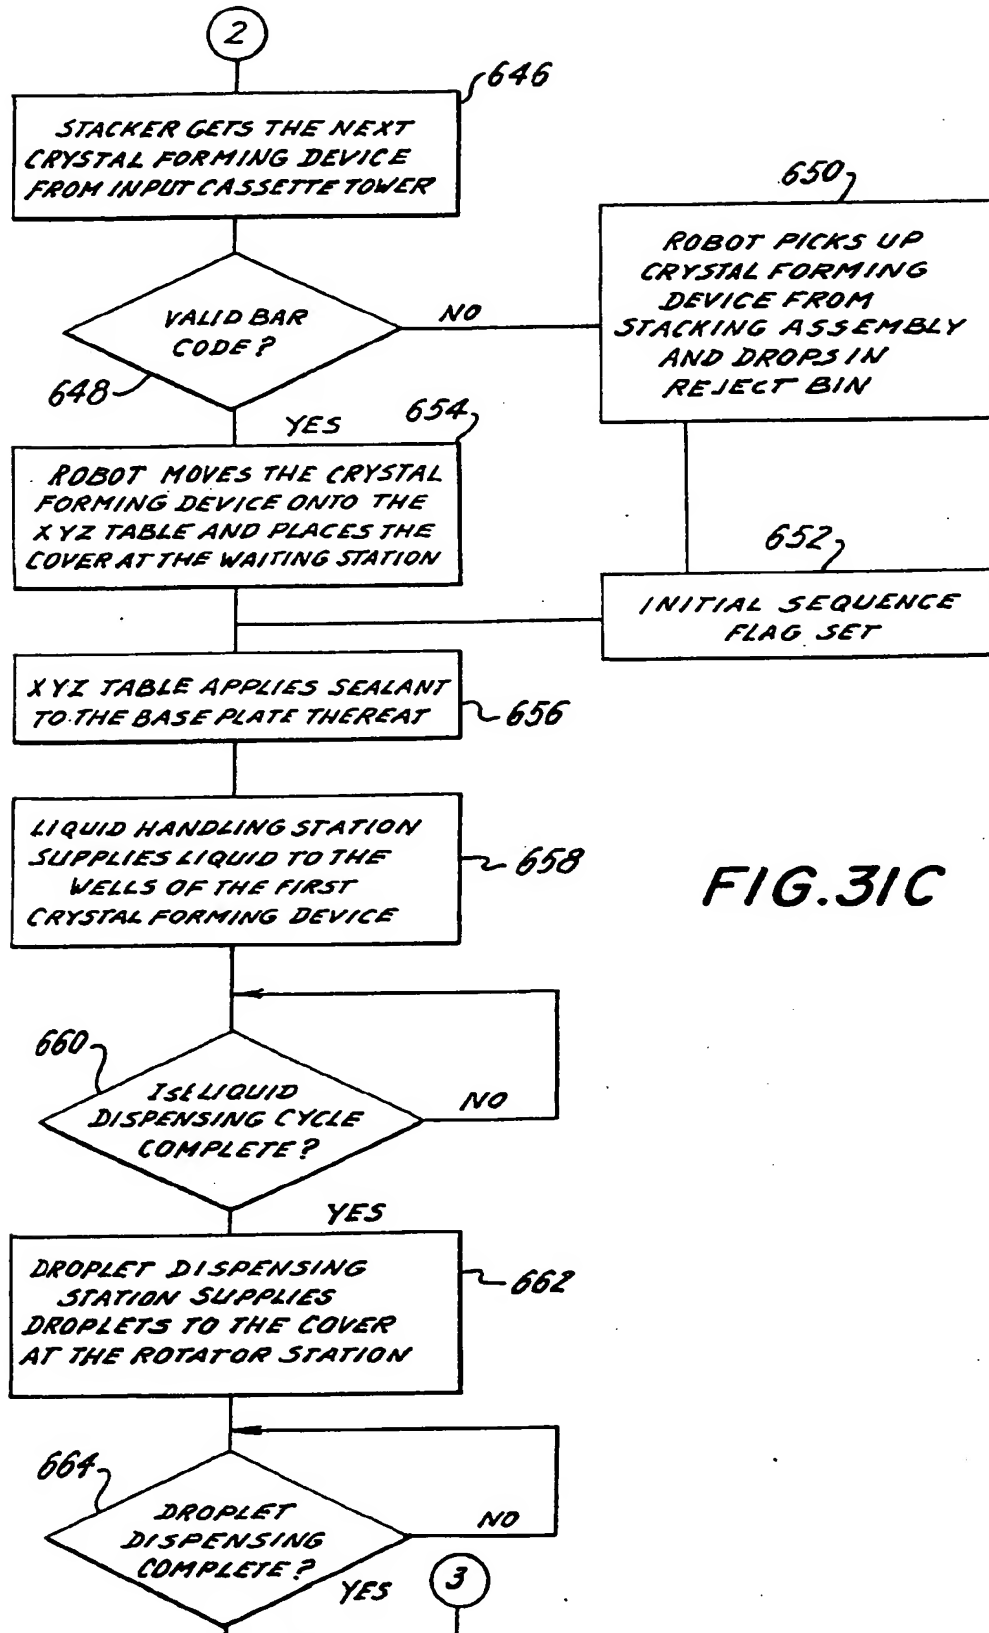 2
646
STACKER GETS THE NEXT
CRYSTAL FORMING DEVICE
FROM INPUT CASSETTE TOWER
650
ROBOT PICKS UP
CRYSTAL FORMING
DEVICE FROM
STACKING ASSEMBLY
AND DROPS IN
REJECT BIN
VALID BAR
CODE?
NO
648
YES
654
ROBOT MOVES THE CRYSTAL
FORMING DEVICE ONTO THE
XYZ TABLE AND PLACES THE
COVER AT THE WAITING STATION
652
INITIAL SEQUENCE
FLAG SET
XYZ TABLE APPLIES SEALANT
TO THE BASE PLATE THEREAT
656
LIQUID HANDLING STATION
SUPPLIES LIQUID TO THE
WELLS OF THE FIRST
CRYSTAL FORMING DEVICE
658
FIG.31C
660
1st LIQUID
DISPENSING CYCLE
COMPLETE?
NO
YES
DROPLET DISPENSING
STATION SUPPLIES
DROPLETS TO THE COVER
AT THE ROTATOR STATION
662
664
DROPLET
DISPENSING
COMPLETE?
NO
YES
3